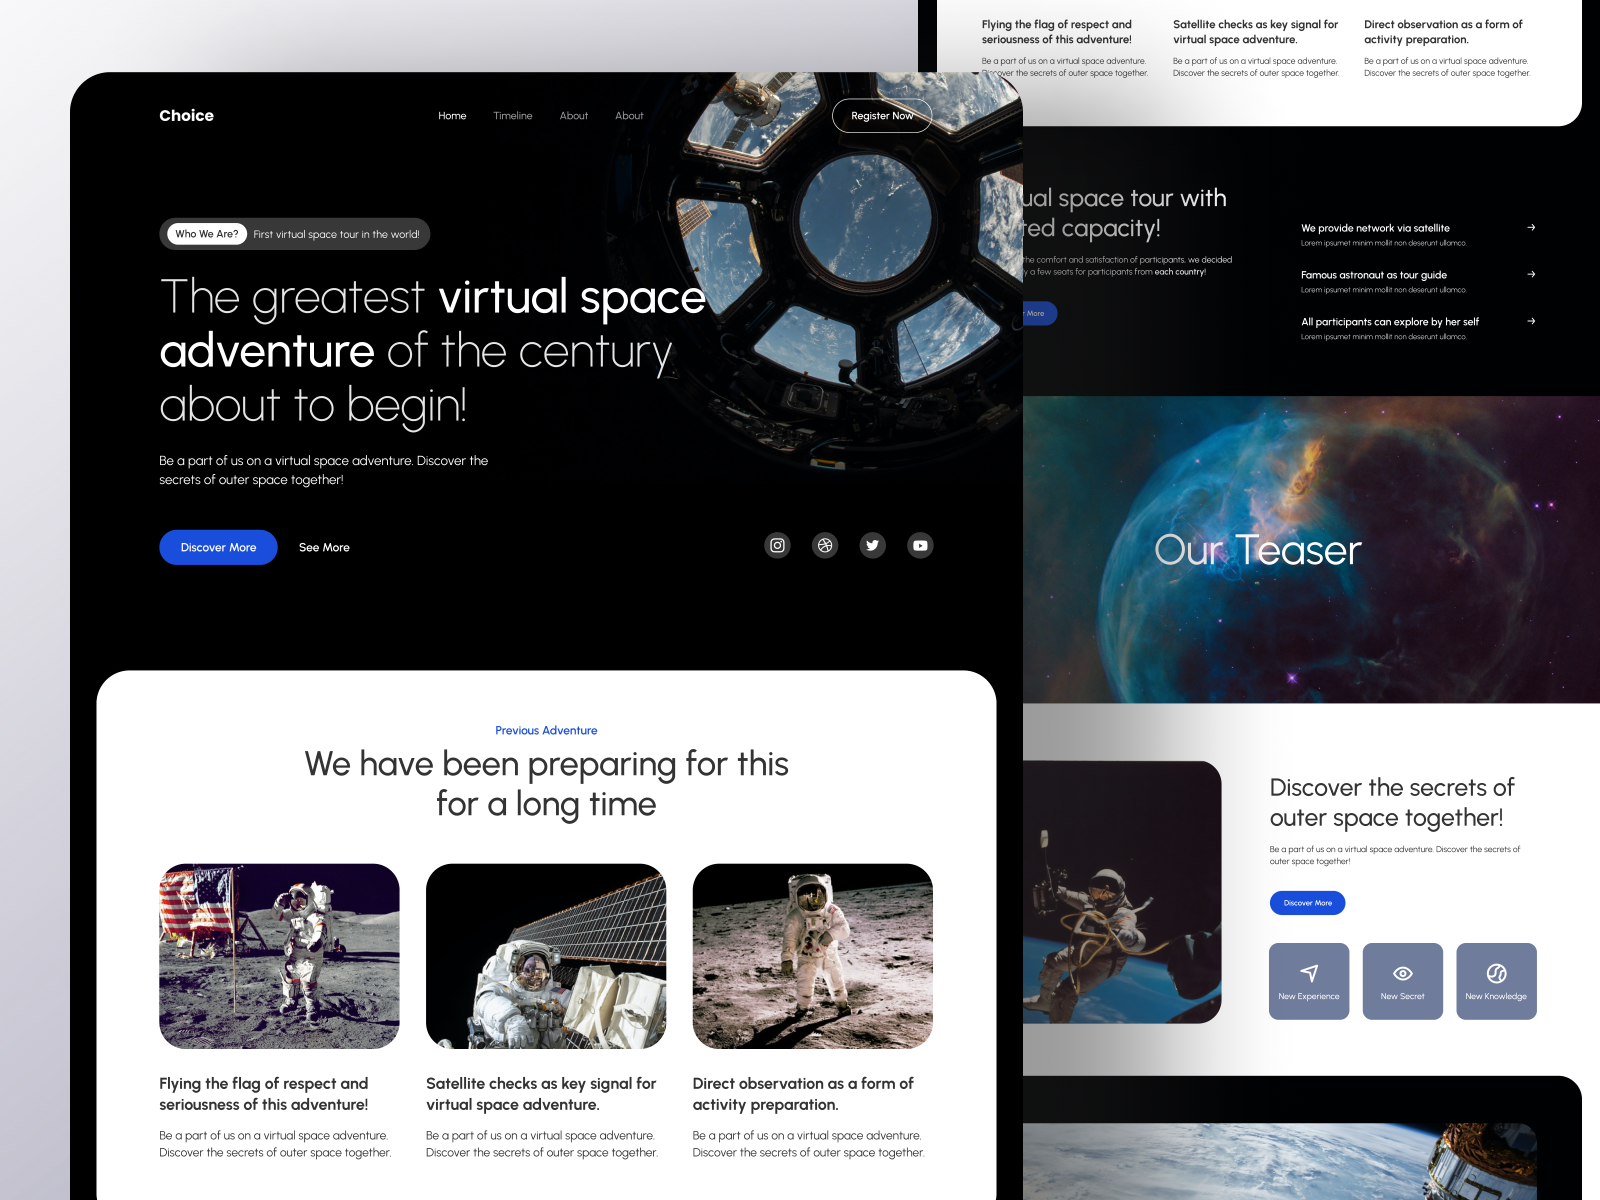 Choice
Home Timeline About About
Register Now
Who We Are? First virtual space tour in the world!
The greatest virtual space
adventure of the century
about to begin!
Be a part of us on a virtual space adventure. Discover the
secrets of outer space together!
Discover More See More
Previous Adventure
We have been preparing for this
for a long time
Flying the flag of respect and
seriousness of this adventure!
Be a part of us on a virtual space adventure.
Discover the secrets of outer space together.
Satellite checks as key signal for
virtual space adventure.
Be a part of us on a virtual space adventure.
Discover the secrets of outer space together.
Direct observation as a form of
activity preparation.
Be a part of us on a virtual space adventure.
Discover the secrets of outer space together.
Flying the flag of respect and
seriousness of this adventure!
Be a part of us on a virtual space adventure.
Discover the secrets of outer space together.
Satellite checks as key signal for
virtual space adventure.
Be a part of us on a virtual space adventure.
Discover the secrets of outer space together.
Direct observation as a form of
activity preparation.
Be a part of us on a virtual space adventure.
Discover the secrets of outer space together.
space tour with
capacity!
the comfort and satisfaction of participants, we decided
a few seats for participants from each country!
More
We provide network via satellite
Lorem ipsumet minim mollit non deserunt ullamco.
Famous astronaut as tour guide
Lorem ipsumet minim mollit non deserunt ullamco.
All participants can explore by her self
Lorem ipsumet minim mollit non deserunt ullamco.
Our Teaser
Discover the secrets of
outer space together!
Be a part of us on a virtual space adventure. Discover the secrets of
outer space together!
Discover More
New Experience
New Secret
New Knowledge